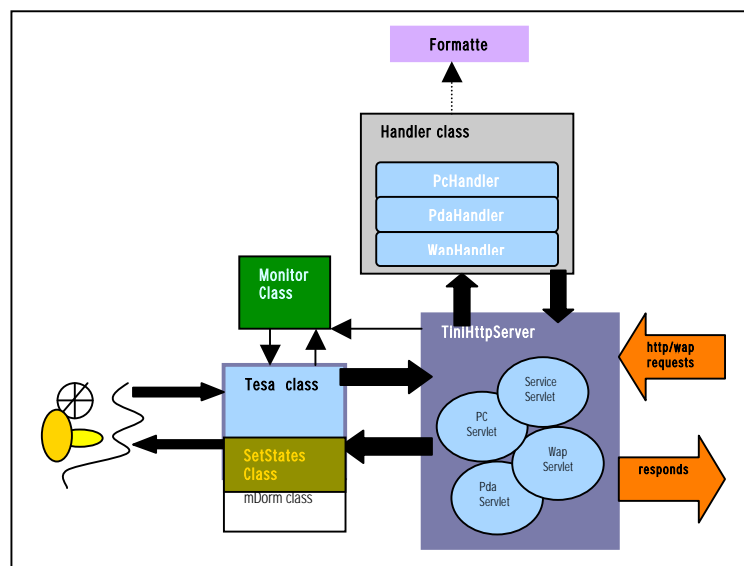 Formatte
Handler class
PcHandler
PdaHandler
WapHandler
Monitor
Class
TiniHttpServer
http/wap
requests
Tesa class
Service
Servlet
PC
Servlet
Wap
Servlet
SetStates
Class
responds
Pda
Servlet
mDorm class